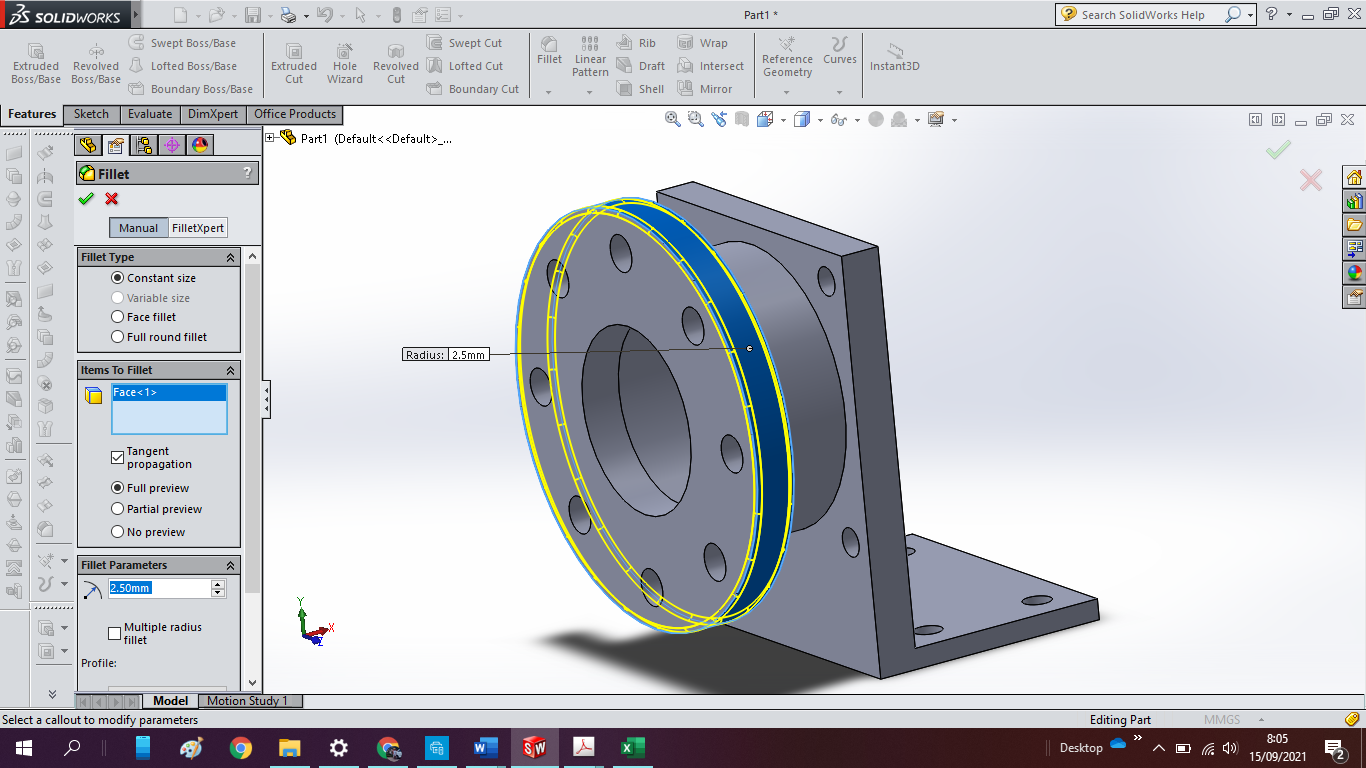 SOLIDWORKS
Part1 *
Search SolidWorks Help
?
Extruded Boss/Base
Revolved Boss/Base
Swept Boss/Base
Lofted Boss/Base
Boundary Boss/Base
Extruded Cut
Hole Wizard
Revolved Cut
Swept Cut
Lofted Cut
Boundary Cut
Fillet
Linear Pattern
Rib
Draft
Shell
Wrap
Intersect
Mirror
Reference Geometry
Curves
Instant3D
Features
Sketch
Evaluate
DimXpert
Office Products
Part1 (Default<<Default>_...
Fillet
?
Manual
FilletXpert
Fillet Type
Constant size
Variable size
Face fillet
Full round fillet
Items To Fillet
Face<1>
Tangent
propagation
Full preview
Partial preview
No preview
Fillet Parameters
2.50mm
Multiple radius
fillet
Profile:
Radius: 2.5mm
Y
X
Z
Model
Motion Study 1
Select a callout to modify parameters
Editing Part
MMGS
Desktop
8:05
15/09/2021
2